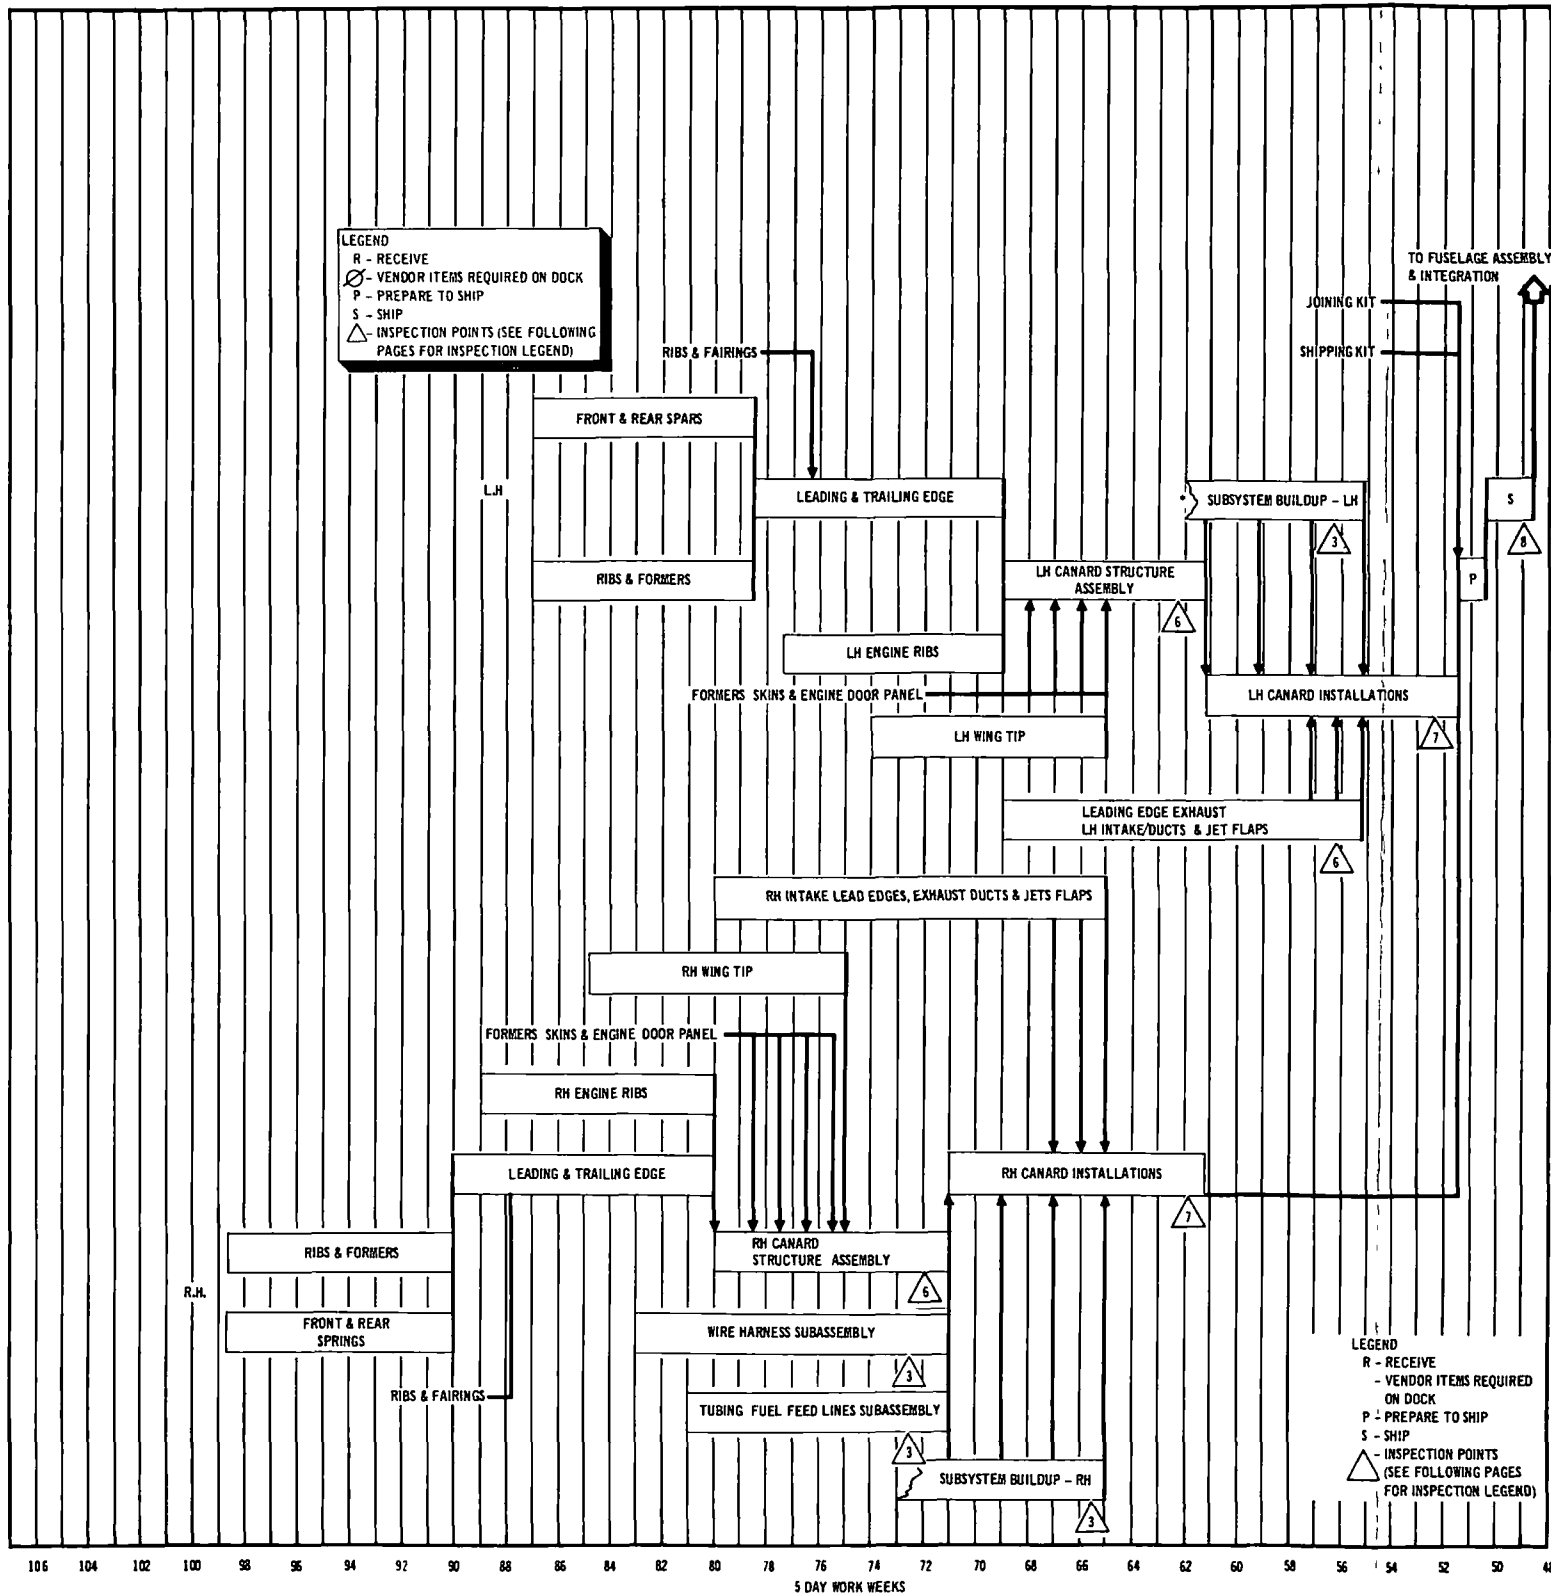 LEGEND
R - RECEIVE
- VENDOR ITEMS REQUIRED ON DOCK
P - PREPARE TO SHIP
S - SHIP
- INSPECTION POINTS (SEE FOLLOWING
PAGES FOR INSPECTION LEGEND)
TO FUSELAGE ASSEMBLY
& INTEGRATION
JOINING KIT
SHIPPING KIT
RIBS & FAIRINGS
FRONT & REAR SPARS
L.H
LEADING & TRAILING EDGE
* SUBSYSTEM BUILDUP - LH
3
S
8
RIBS & FORMERS
LH CANARD STRUCTURE
ASSEMBLY
6
P
LH ENGINE RIBS
FORMERS SKINS & ENGINE DOOR PANEL
LH CANARD INSTALLATIONS
7
LH WING TIP
LEADING EDGE EXHAUST
LH INTAKE/DUCTS & JET FLAPS
6
RH INTAKE LEAD EDGES, EXHAUST DUCTS & JETS FLAPS
RH WING TIP
FORMERS SKINS & ENGINE DOOR PANEL
RH ENGINE RIBS
LEADING & TRAILING EDGE
RH CANARD INSTALLATIONS
7
RIBS & FORMERS
RH CANARD
STRUCTURE ASSEMBLY
6
R.H.
FRONT & REAR
SPRINGS
WIRE HARNESS SUBASSEMBLY
3
RIBS & FAIRINGS
TUBING FUEL FEED LINES SUBASSEMBLY
3
SUBSYSTEM BUILDUP - RH
3
LEGEND
R - RECEIVE
- VENDOR ITEMS REQUIRED
ON DOCK
P - PREPARE TO SHIP
S - SHIP
- INSPECTION POINTS
(SEE FOLLOWING PAGES
FOR INSPECTION LEGEND)
106 104 102 100 98 96 94 92 90 88 86 84 82 80 78 76 74 72 70 68 66 64 62 60 58 56 54 52 50
5 DAY WORK WEEKS